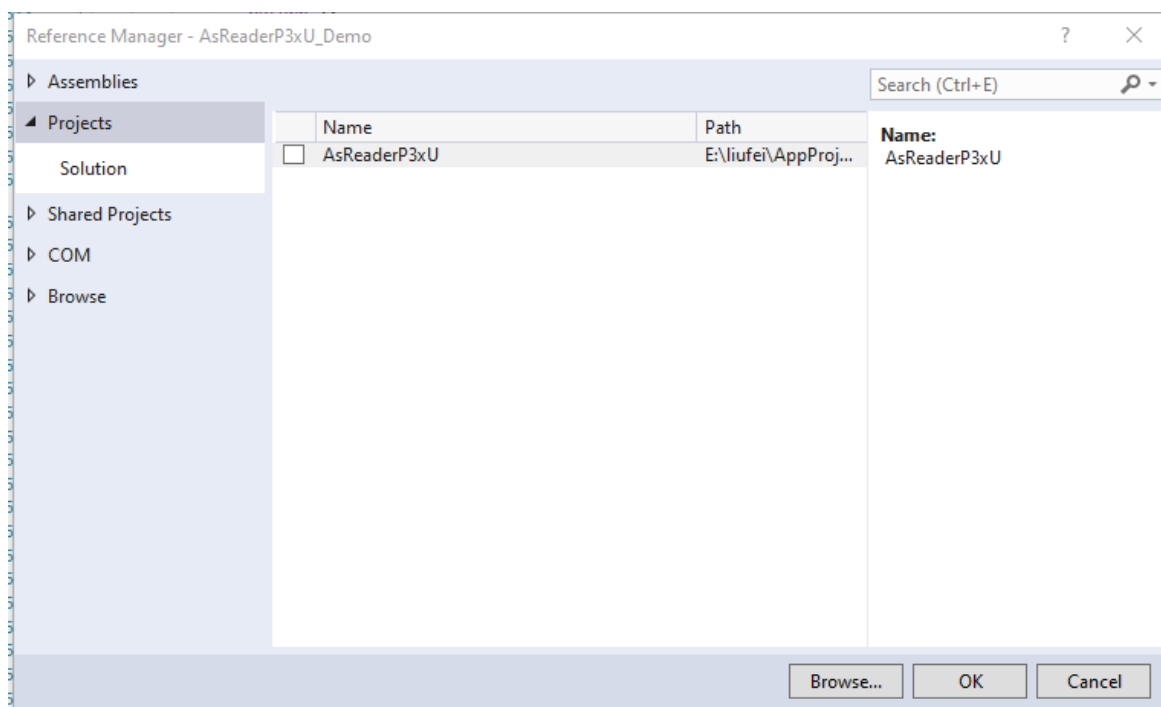 Reference Manager - AsReaderP3xU_Demo ? ×
Assemblies
Search (Ctrl+E)
Projects
Name Path
Name:
AsReaderP3xU E:\liufei\AppProj...
AsReaderP3xU
Solution
Shared Projects
COM
Browse
Browse... OK Cancel